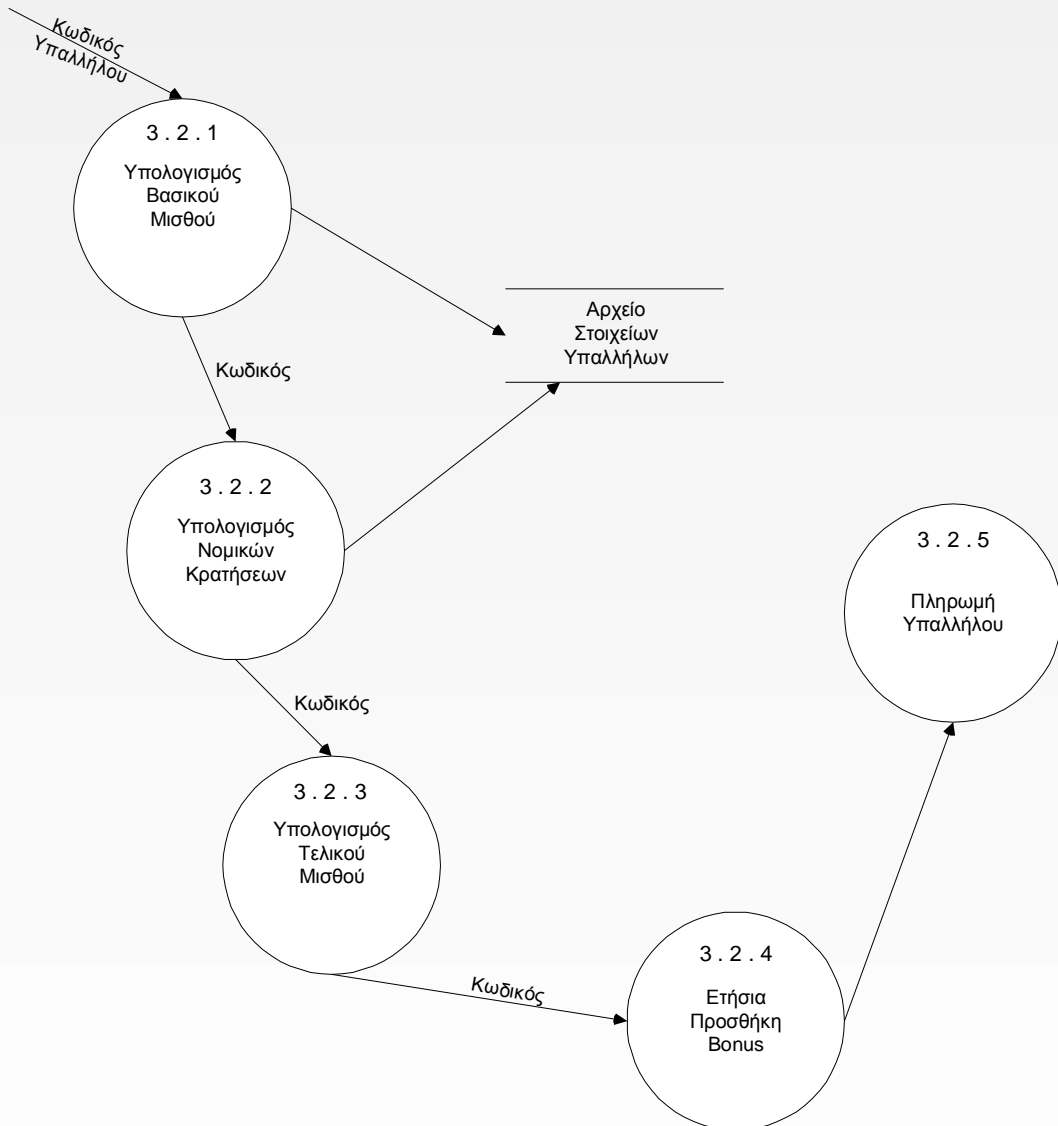 Κωδικός
Υπαλλήλου
3.2.1
Υπολογισμός
Βασικού
Μισθού
Αρχείο
Στοιχείων
Υπαλλήλων
Κωδικός
3.2.2
Υπολογισμός
Νομικών
Κρατήσεων
3.2.5
Πληρωμή
Υπαλλήλου
Κωδικός
3.2.3
Υπολογισμός
Τελικού
Μισθού
Κωδικός
3.2.4
Ετήσια
Προσθήκη
Bonus